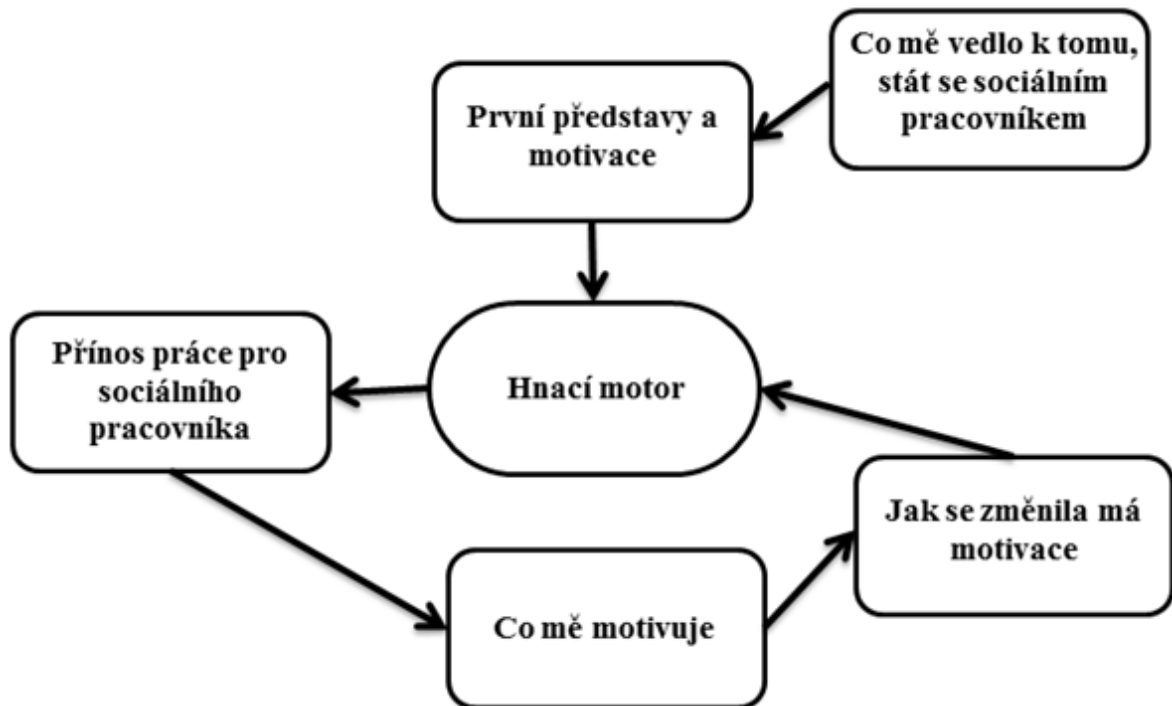 Co mě vedlo k tomu,
stát se sociálním
pracovníkem
První představy a
motivace
Hnací motor
Přínos práce pro
sociálního
pracovníka
Co mě motivuje
Jak se změnila má
motivace